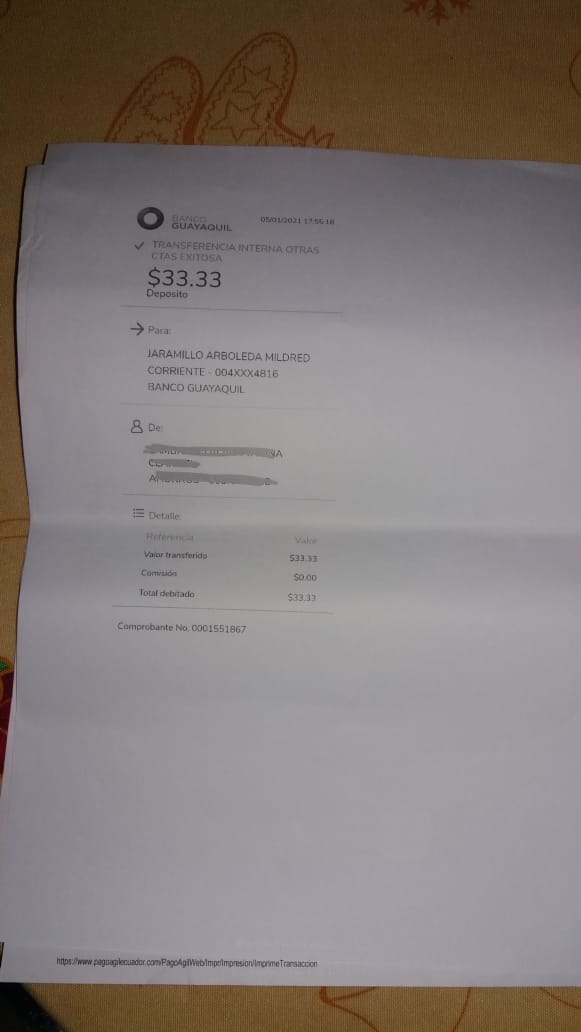 BANCO
GUAYAQUIL
05/01/2021 17:55:18
TRANSFERENCIA INTERNA OTRAS
CTAS EXITOSA
$33.33
Deposito
Para:
JARAMILLO ARBOLEDA MILDRED
CORRIENTE - 004XXX4816
BANCO GUAYAQUIL
De:
Detalle:
Referencia Valor
Valor transferido $33.33
Comisión $0.00
Total debitado $33.33
Comprobante No. 0001551867
https://www.pagoagilecuador.com/PagoAgilWeb/Impo/Impresion/ImprimeTransaccion